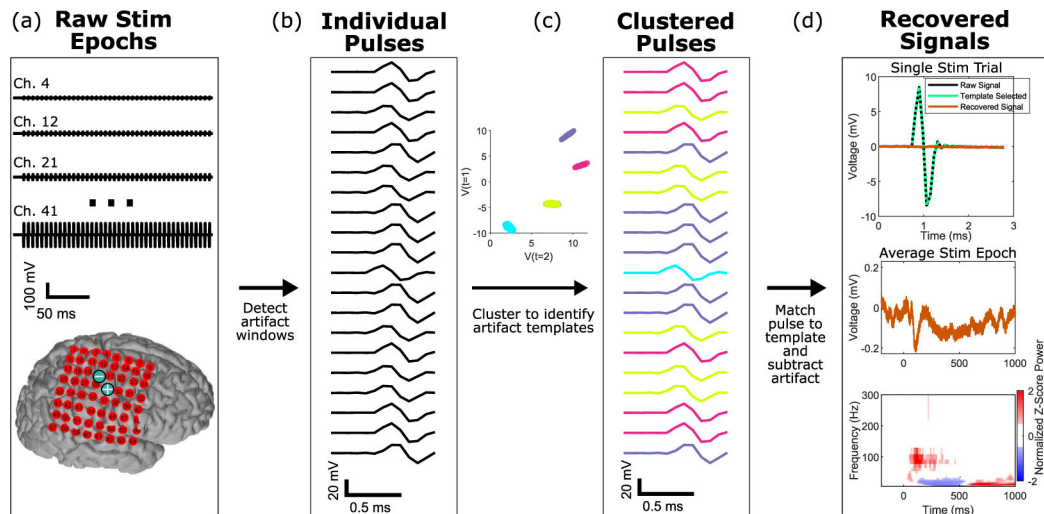 (a) Raw Stim
Epochs
Ch. 4
Ch. 12
Ch. 21
Ch. 41
100 mV
50 ms
Detect
artifact
windows
(b) Individual
Pulses
20 mV
0.5 ms
(c) Clustered
Pulses
10
5
0
-5
-10
V(t=1)
0
5
10
V(t=2)
Cluster to identify
artifact templates
20 mV
0.5 ms
Match
pulse to
template
and
subtract
artifact
(d) Recovered
Signals
Single Stim Trial
Raw Signal
Template Selected
Recovered Signal
Voltage (mV)
10
5
0
-5
-10
0 1 2 3
Time (ms)
Average Stim Epoch
Voltage (mV)
0.2
0
-0.2
0 500 1000
Frequency (Hz)
300
200
100
0 500 1000
Time (ms)
2
0
-2
Normalized Z-Score Power